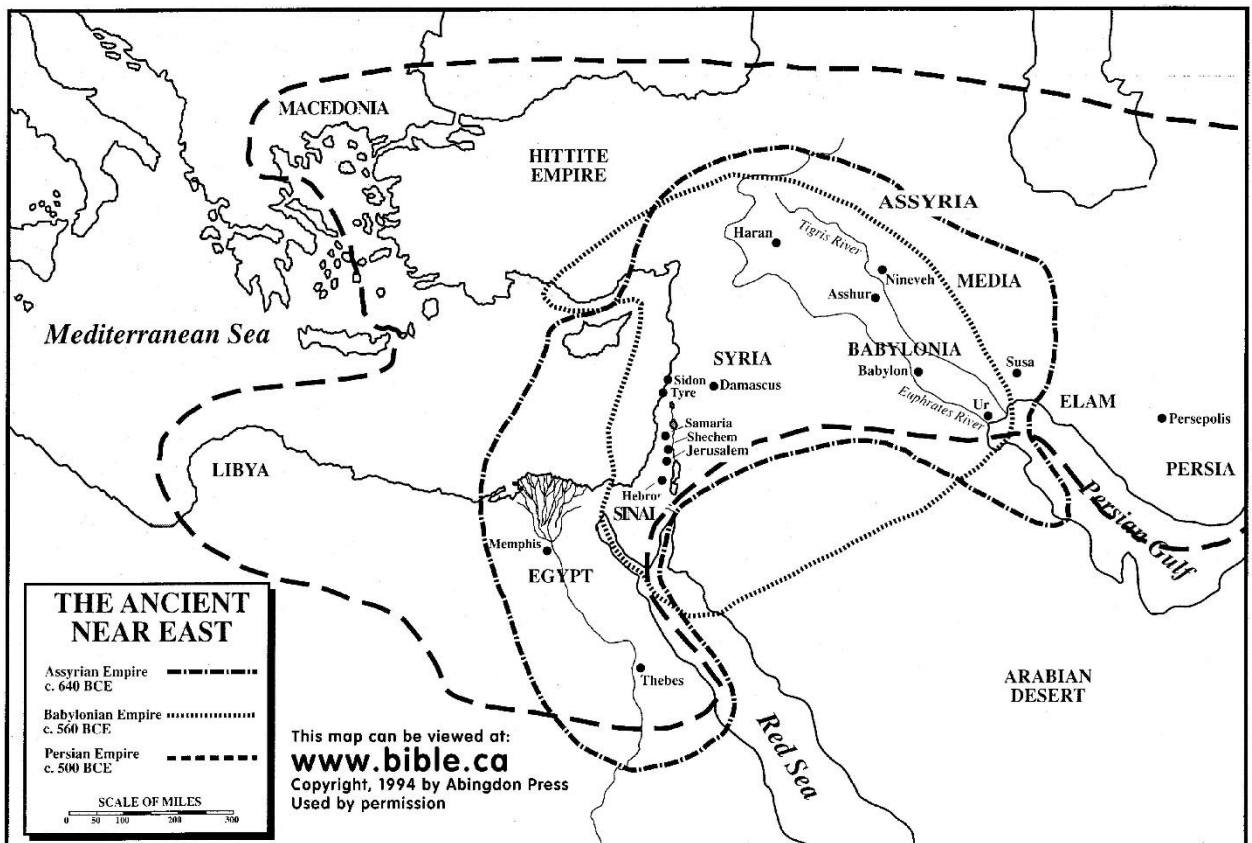 MACEDONIA
HITTITE
EMPIRE
ASSYRIA
Haran
Tigris River
Nineveh
MEDIA
Asshur
Mediterranean Sea
BABYLONIA
SYRIA
Babylon
Susa
Sidon
Tyre
Damascus
Ur
ELAM
Euphrates River
Persepolis
Samaria
Shechem
Jerusalem
LIBYA
PERSIA
Hebron
SINAI
Persian Gulf
Memphis
EGYPT
Thebes
ARABIAN
DESERT
Red Sea
THE ANCIENT
NEAR EAST
Assyrian Empire
c. 640 BCE
Babylonian Empire
c. 560 BCE
Persian Empire
c. 500 BCE
SCALE OF MILES
0 50 100 200 300
This map can be viewed at:
www.bible.ca
Copyright, 1994 by Abingdon Press
Used by permission